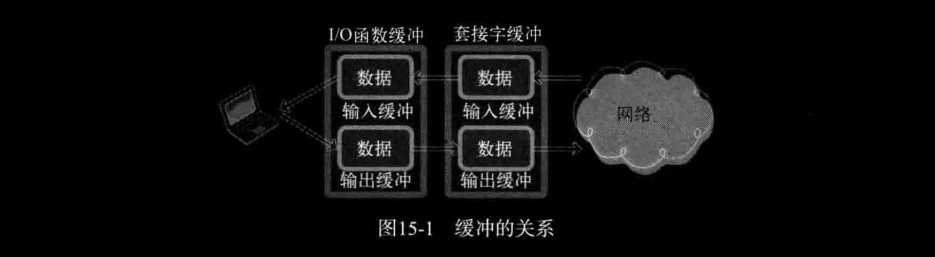 I/O函数缓冲 套接字缓冲
数据 数据
输入缓冲 输入缓冲
网络
数据 数据
输出缓冲 输出缓冲
图15-1 缓冲的关系